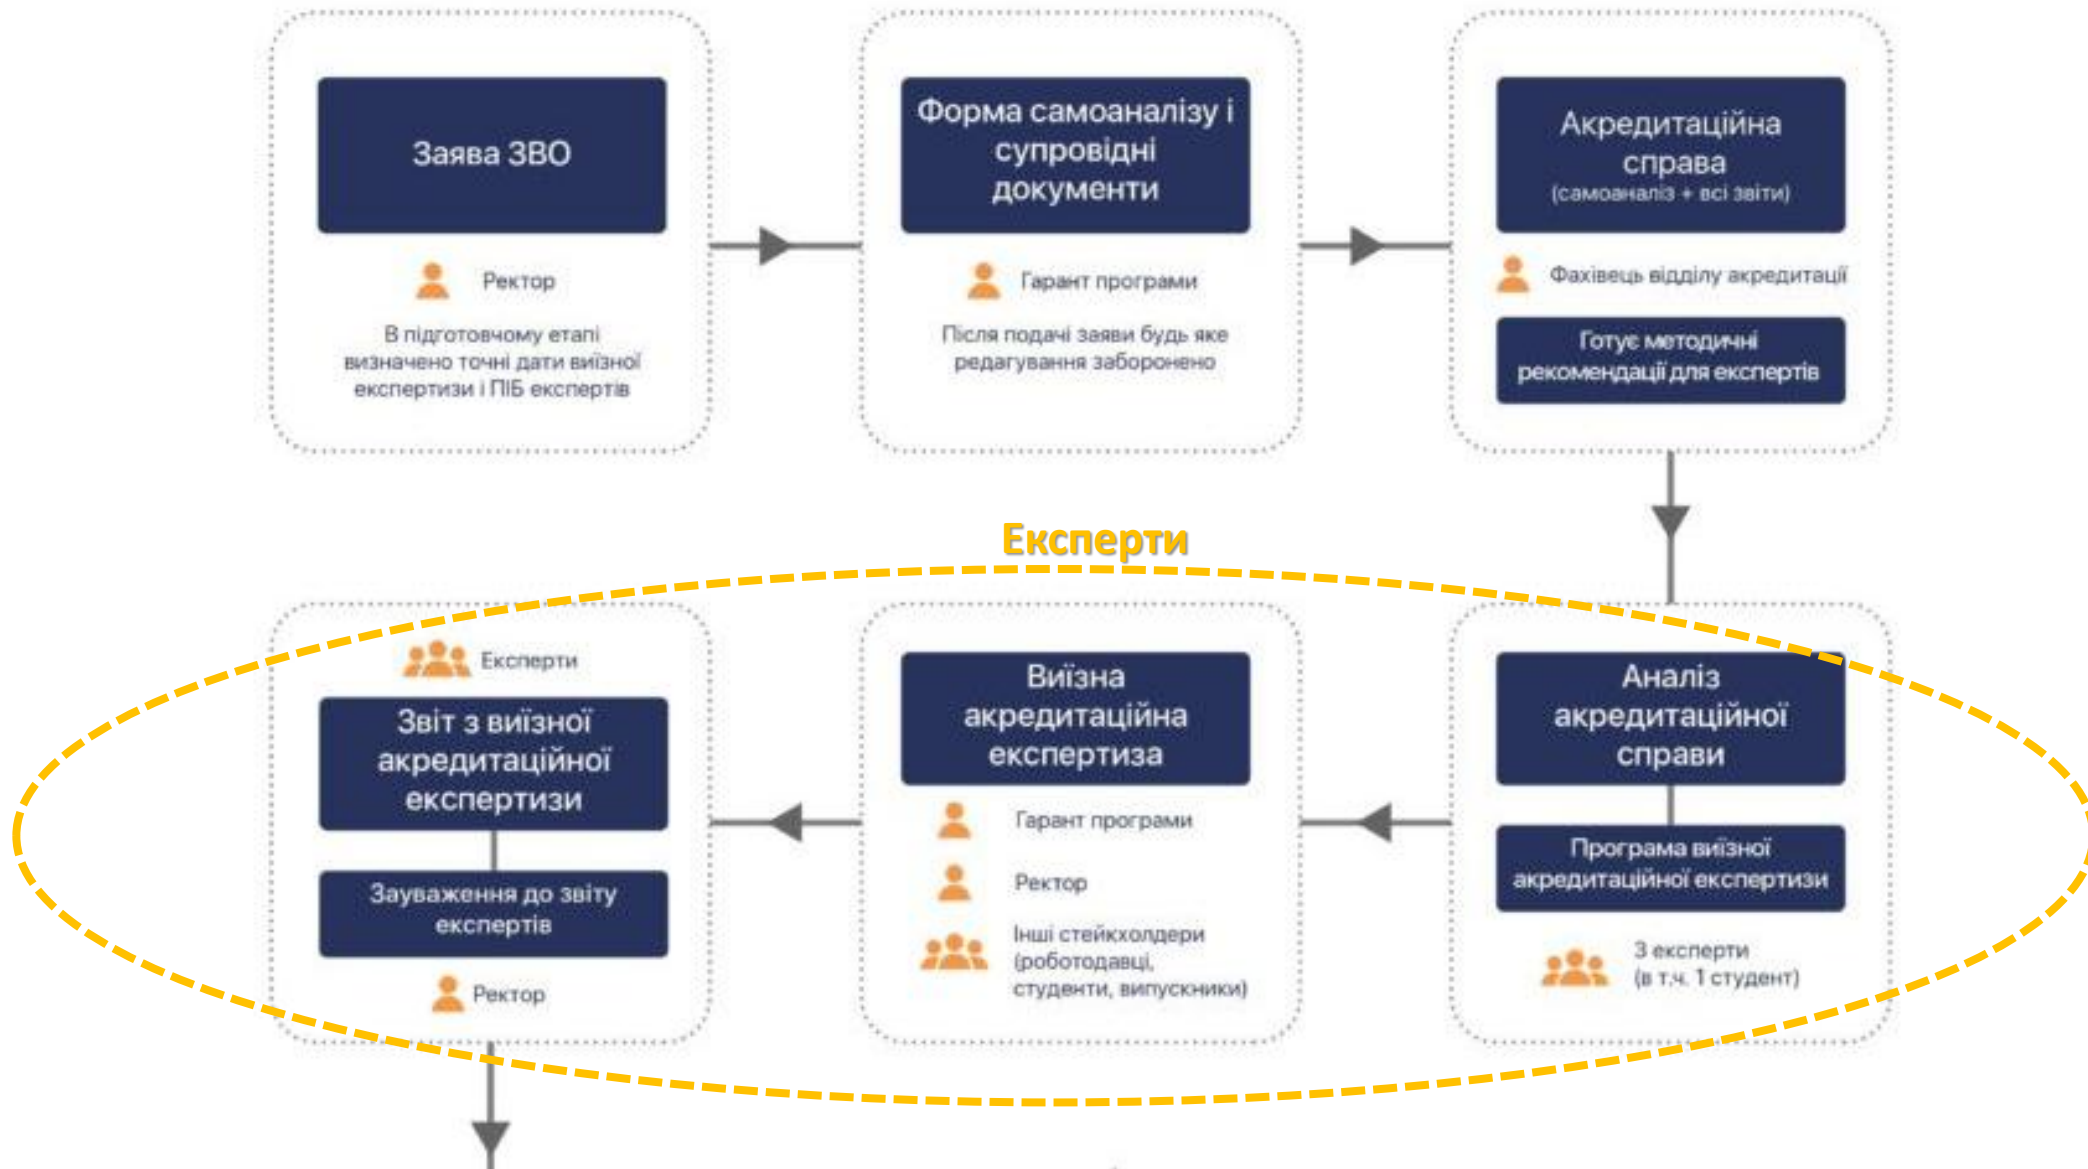 Заява ЗВО
Ректор
В підготовчому етапі
визначено точні дати виїзної
експертизи і ПІБ експертів
Форма самоаналізу і
супровідні
документи
Гарант програми
Після подачі заяви будь яке
редагування заборонено
Акредитаційна
справа
(самоаналіз + всі звіти)
Фахівець відділу акредитації
Готує методичні
рекомендації для експертів
Експерти
Експерти
Звіт з виїзної
акредитаційної
експертизи
Зауваження до звіту
експертів
Ректор
Виїзна
акредитаційна
експертиза
Гарант програми
Ректор
Інші стейкхолдери
(роботодавці,
студенти, випускники)
Аналіз
акредитаційної
справи
Програма виїзної
акредитаційної експертизи
3 експерти
(в т.ч. 1 студент)